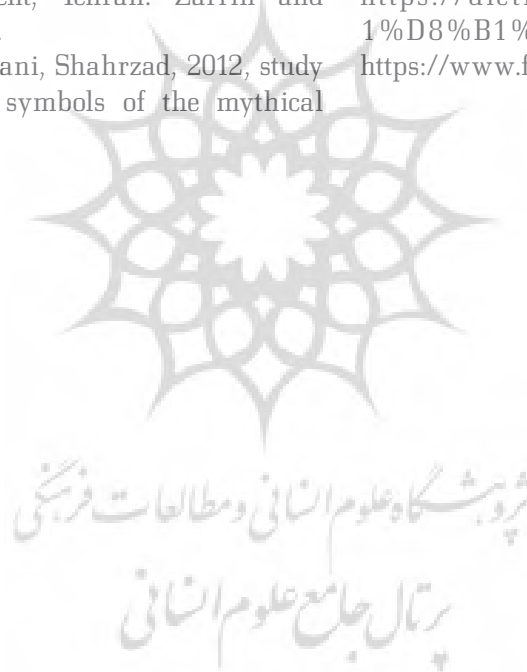 ani, Shahrzad, 2012, study
symbols of the mythical
https://www.f
1%D8%B1%
پژوهشگاه علوم انسانی و مطالعات فرهنگی
پرتال جامع علوم انسانی